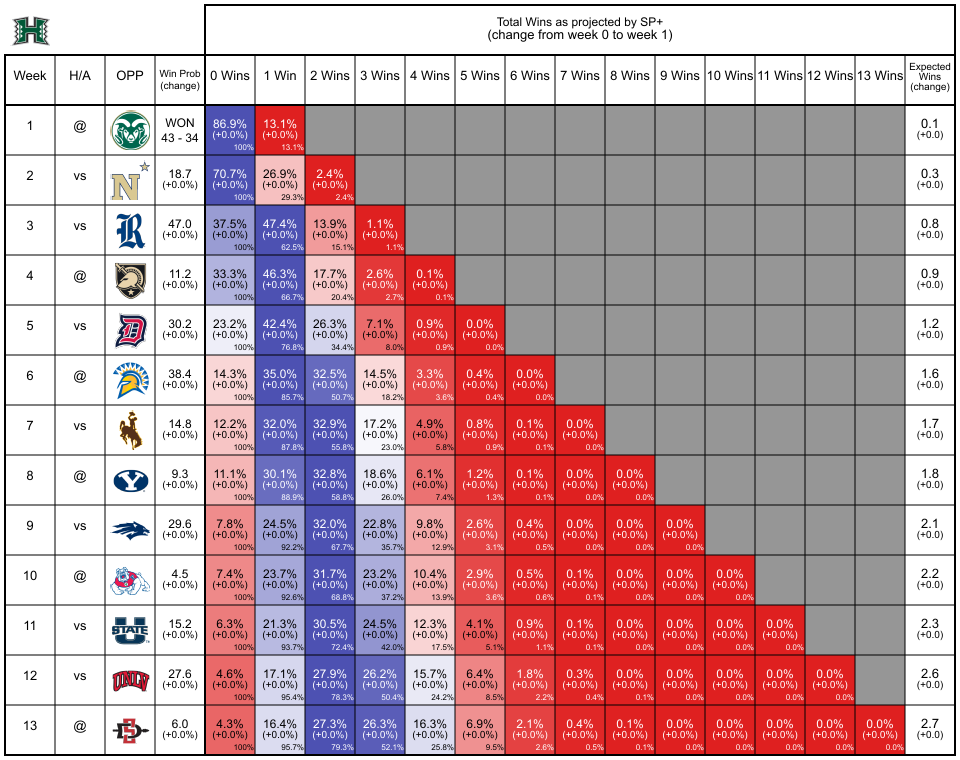 H
Total Wins as projected by SP+
(change from week 0 to week 1)
Week H/A OPP Win Prob (change) 0 Wins 1 Win 2 Wins 3 Wins 4 Wins 5 Wins 6 Wins 7 Wins 8 Wins 9 Wins 10 Wins 11 Wins 12 Wins 13 Wins Expected Wins (change)
1 @ WON 86.9% 13.1% 0.1
43 - 34 (+0.0%) (+0.0%) (+0.0)
100% 13.1%
2 vs N 18.7 70.7% 26.9% 2.4% 0.3
(+0.0%) (+0.0%) (+0.0%) (+0.0%) (+0.0)
100% 29.3% 2.4%
3 vs R 47.0 37.5% 47.4% 13.9% 1.1% 0.8
(+0.0%) (+0.0%) (+0.0%) (+0.0%) (+0.0%) (+0.0)
100% 62.5% 15.1% 1.1%
4 @ 11.2 33.3% 46.3% 17.7% 2.6% 0.1% 0.9
(+0.0%) (+0.0%) (+0.0%) (+0.0%) (+0.0%) (+0.0%) (+0.0)
100% 66.7% 20.4% 2.7% 0.1%
5 vs D 30.2 23.2% 42.4% 26.3% 7.1% 0.9% 0.0% 1.2
(+0.0%) (+0.0%) (+0.0%) (+0.0%) (+0.0%) (+0.0%) (+0.0%) (+0.0)
100% 76.8% 34.4% 8.0% 0.9% 0.0%
6 @ 38.4 14.3% 35.0% 32.5% 14.5% 3.3% 0.4% 0.0% 1.6
(+0.0%) (+0.0%) (+0.0%) (+0.0%) (+0.0%) (+0.0%) (+0.0%) (+0.0%) (+0.0)
100% 85.7% 50.7% 18.2% 3.6% 0.4% 0.0%
7 vs 14.8 12.2% 32.0% 32.9% 17.2% 4.9% 0.8% 0.1% 0.0% 1.7
(+0.0%) (+0.0%) (+0.0%) (+0.0%) (+0.0%) (+0.0%) (+0.0%) (+0.0%) (+0.0%) (+0.0)
100% 87.8% 55.8% 23.0% 5.8% 0.9% 0.1% 0.0%
8 @ Y 9.3 11.1% 30.1% 32.8% 18.6% 6.1% 1.2% 0.1% 0.0% 0.0% 1.8
(+0.0%) (+0.0%) (+0.0%) (+0.0%) (+0.0%) (+0.0%) (+0.0%) (+0.0%) (+0.0%) (+0.0%) (+0.0)
100% 88.9% 58.8% 26.0% 7.4% 1.3% 0.1% 0.0% 0.0%
9 vs 29.6 7.8% 24.5% 32.0% 22.8% 9.8% 2.6% 0.4% 0.0% 0.0% 0.0% 2.1
(+0.0%) (+0.0%) (+0.0%) (+0.0%) (+0.0%) (+0.0%) (+0.0%) (+0.0%) (+0.0%) (+0.0%) (+0.0%) (+0.0)
100% 92.2% 67.7% 35.7% 12.9% 3.1% 0.5% 0.0% 0.0% 0.0%
10 @ 4.5 7.4% 23.7% 31.7% 23.2% 10.4% 2.9% 0.5% 0.1% 0.0% 0.0% 0.0% 2.2
(+0.0%) (+0.0%) (+0.0%) (+0.0%) (+0.0%) (+0.0%) (+0.0%) (+0.0%) (+0.0%) (+0.0%) (+0.0%) (+0.0%) (+0.0)
100% 92.6% 68.8% 37.2% 13.9% 3.6% 0.6% 0.1% 0.0% 0.0% 0.0%
11 vs U STATE 15.2 6.3% 21.3% 30.5% 24.5% 12.3% 4.1% 0.9% 0.1% 0.0% 0.0% 0.0% 0.0% 2.3
(+0.0%) (+0.0%) (+0.0%) (+0.0%) (+0.0%) (+0.0%) (+0.0%) (+0.0%) (+0.0%) (+0.0%) (+0.0%) (+0.0%) (+0.0%) (+0.0)
100% 93.7% 72.4% 42.0% 17.5% 5.1% 1.1% 0.1% 0.0% 0.0% 0.0% 0.0%
12 vs UNLV 27.6 4.6% 17.1% 27.9% 26.2% 15.7% 6.4% 1.8% 0.3% 0.0% 0.0% 0.0% 0.0% 0.0% 2.6
(+0.0%) (+0.0%) (+0.0%) (+0.0%) (+0.0%) (+0.0%) (+0.0%) (+0.0%) (+0.0%) (+0.0%) (+0.0%) (+0.0%) (+0.0%) (+0.0%) (+0.0)
100% 95.4% 78.3% 50.4% 24.2% 8.5% 2.2% 0.4% 0.1% 0.0% 0.0% 0.0% 0.0%
13 @ SD 6.0 4.3% 16.4% 27.3% 26.3% 16.3% 6.9% 2.1% 0.4% 0.1% 0.0% 0.0% 0.0% 0.0% 0.0% 2.7
(+0.0%) (+0.0%) (+0.0%) (+0.0%) (+0.0%) (+0.0%) (+0.0%) (+0.0%) (+0.0%) (+0.0%) (+0.0%) (+0.0%) (+0.0%) (+0.0%) (+0.0%) (+0.0)
100% 95.7% 79.3% 52.1% 25.8% 9.5% 2.6% 0.5% 0.1% 0.0% 0.0% 0.0% 0.0% 0.0%